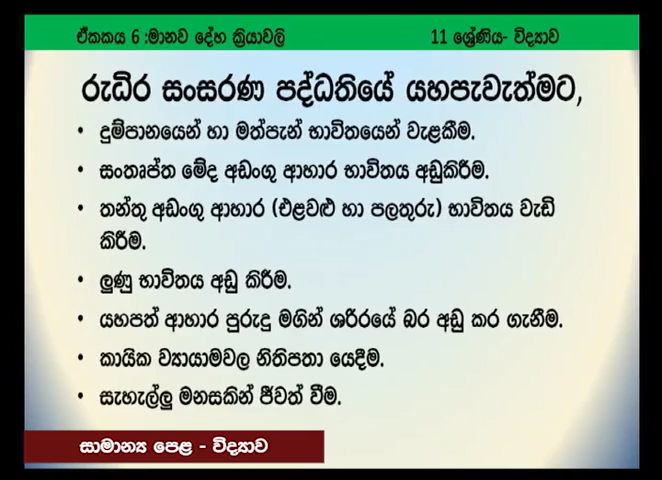 ඒකකය 6 :මානව දේහ ක්‍රියාවලි
11 ශ්‍රේණිය- විද්‍යාව
රුධිර සංසරණ පද්ධතියේ යහපැවැත්මට,
• දුම්පානයෙන් හා මත්පැන් භාවිතයෙන් වැළකීම.
• සංතෘප්ත මේද අඩංගු ආහාර භාවිතය අඩුකිරීම.
• තන්තු අඩංගු ආහාර (එළවළු හා පලතුරු) භාවිතය වැඩි
කිරීම.
• ලුණු භාවිතය අඩු කිරීම.
• යහපත් ආහාර පුරුදු මගින් ශරීරයේ බර අඩු කර ගැනීම.
• කායික ව්‍යායාමවල නිතිපතා යෙදීම.
• සැහැල්ලු මනසකින් ජීවත් වීම.
සාමාන්‍ය පෙළ - විද්‍යාව